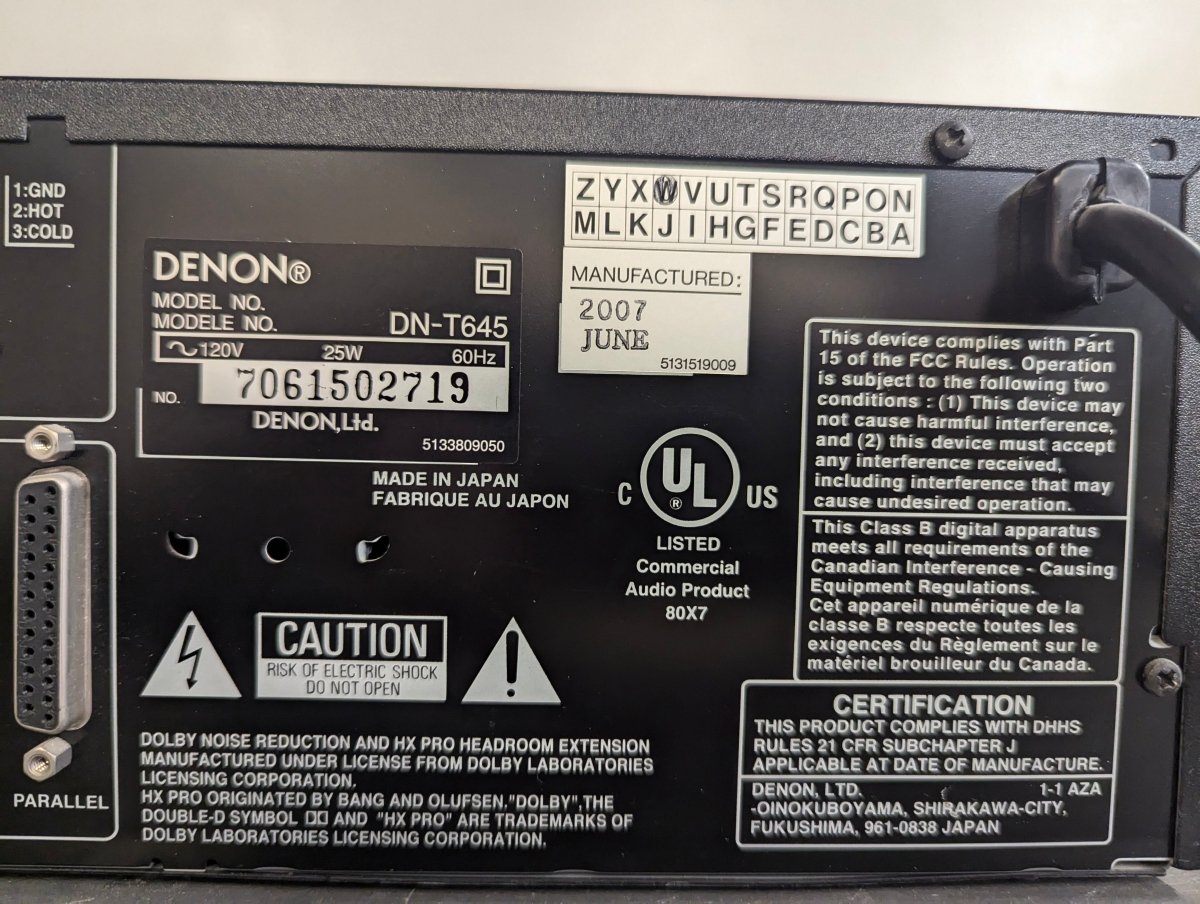 1:GND
2:HOT
3:COLD
ZYXWVUTSRQPON
MLKJIHGFEDCBA
DENON®
MODEL NO.
MODELE NO. DN-T645
120V 25W 60Hz
NO. 7061502719
DENON,Ltd.
5133809050
MANUFACTURED:
2007
JUNE
5131519009
MADE IN JAPAN
FABRIQUE AU JAPON
C UL® US
LISTED
Commercial
Audio Product
80X7
This device complies with Part
15 of the FCC Rules. Operation
is subject to the following two
conditions : (1) This device may
not cause harmful interference,
and (2) this device must accept
any interference received,
including interference that may
cause undesired operation.
This Class B digital apparatus
meets all requirements of the
Canadian Interference - Causing
Equipment Regulations.
Cet appareil numérique de la
classe B respecte toutes les
exigences du Règlement sur le
matériel brouilleur du Canada.
CAUTION
RISK OF ELECTRIC SHOCK
DO NOT OPEN
PARALLEL
DOLBY NOISE REDUCTION AND HX PRO HEADROOM EXTENSION
MANUFACTURED UNDER LICENSE FROM DOLBY LABORATORIES
LICENSING CORPORATION.
HX PRO ORIGINATED BY BANG AND OLUFSEN."DOLBY",THE
DOUBLE-D SYMBOL AND "HX PRO" ARE TRADEMARKS OF
DOLBY LABORATORIES LICENSING CORPORATION.
CERTIFICATION
THIS PRODUCT COMPLIES WITH DHHS
RULES 21 CFR SUBCHAPTER J
APPLICABLE AT DATE OF MANUFACTURE.
DENON, LTD. 1-1 AZA
-OINOKUBOYAMA, SHIRAKAWA-CITY,
FUKUSHIMA, 961-0838 JAPAN